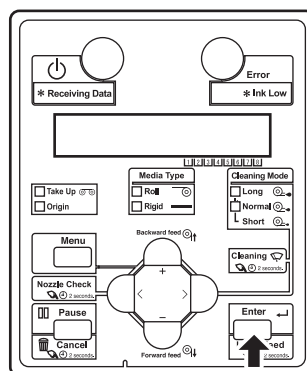 Error
* Receiving Data
* Ink Low
1 2 3 4 5 6 7 8
Media Type
Cleaning Mode
Take Up
Origin
Roll
Rigid
Long
Normal
Short
Menu
Backward feed
Cleaning
2 seconds.
Nozzle Check
2 seconds.
+
< >
−
Pause
Enter
Cancel
2 seconds.
Forward feed
2 seconds.